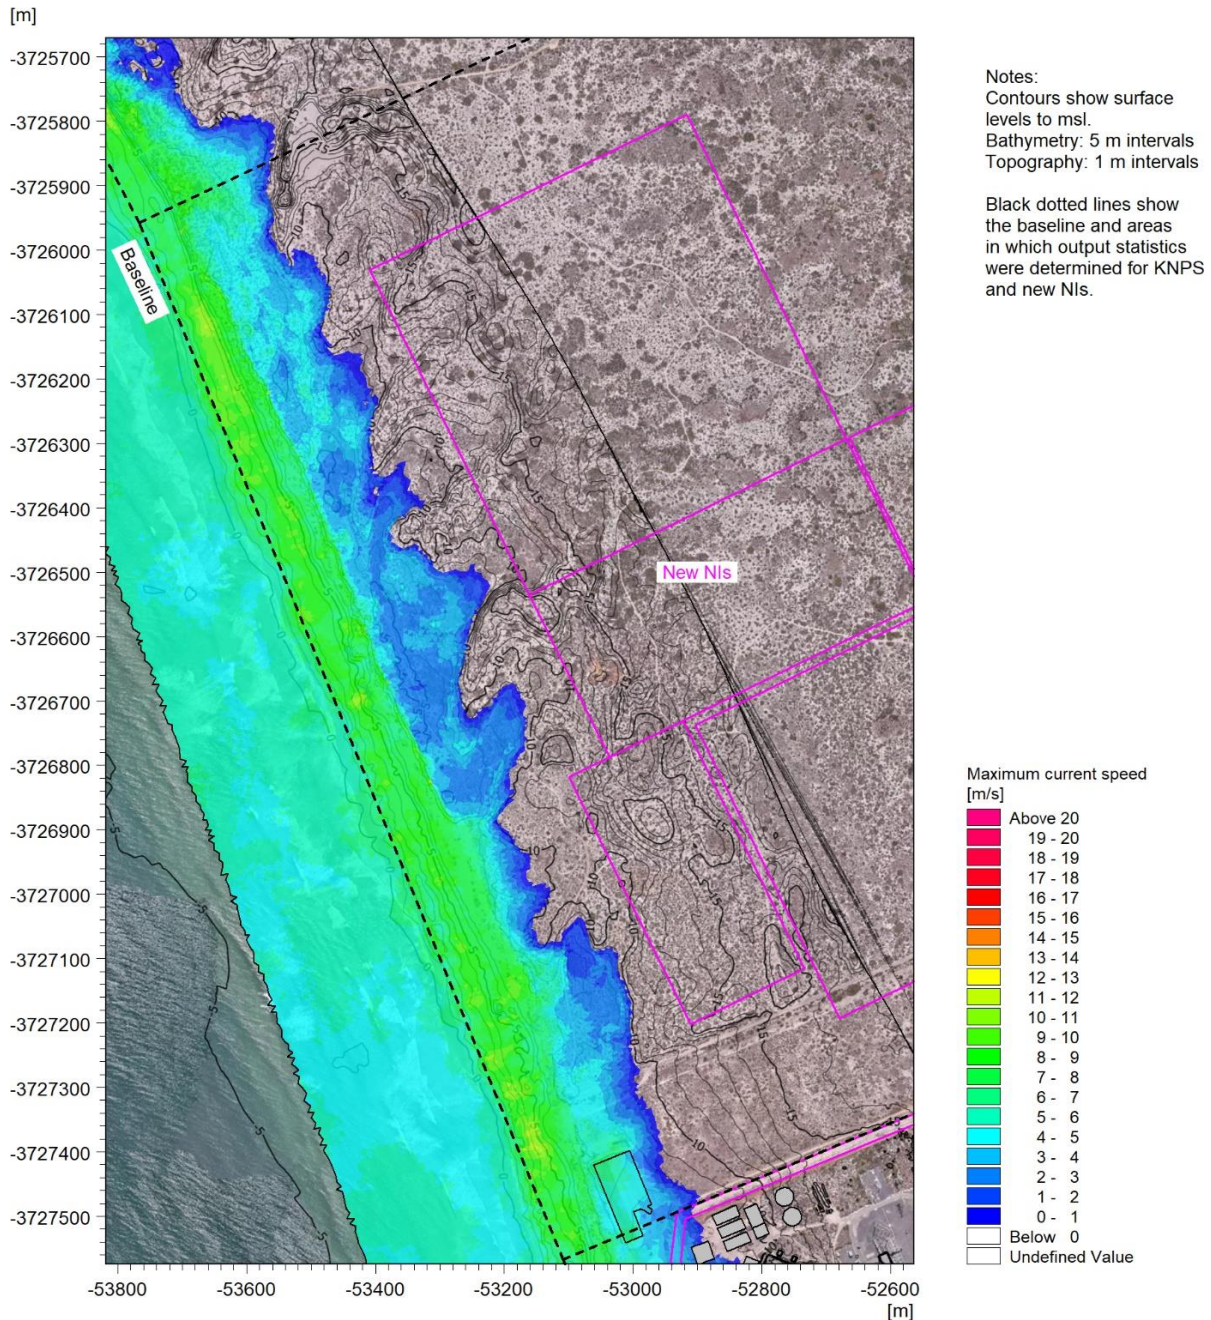 [m]
-3725700
-3725800
-3725900
-3726000
-3726100
-3726200
-3726300
-3726400
-3726500
-3726600
-3726700
-3726800
-3726900
-3727000
-3727100
-3727200
-3727300
-3727400
-3727500
Baseline
New NIs
-53800
-53600
-53400
-53200
-53000
-52800
-52600
[m]
Notes:
Contours show surface
levels to msl.
Bathymetry: 5 m intervals
Topography: 1 m intervals
Black dotted lines show
the baseline and areas
in which output statistics
were determined for KNPS
and new NIs.
Maximum current speed
[m/s]
Above 20
19 - 20
18 - 19
17 - 18
16 - 17
15 - 16
14 - 15
13 - 14
12 - 13
11 - 12
10 - 11
9 - 10
8 - 9
7 - 8
6 - 7
5 - 6
4 - 5
3 - 4
2 - 3
1 - 2
0 - 1
Below 0
Undefined Value